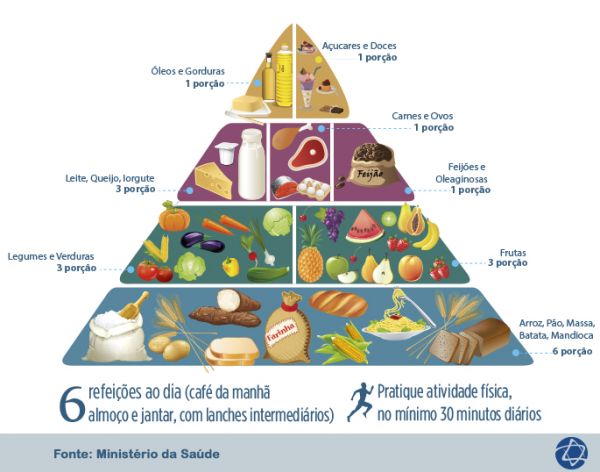 Açucares e Doces
1 porção
Óleos e Gorduras
1 porção
Carnes e Ovos
1 porção
Leite, Queijo, Iorgute
3 porção
Feijão
Feijões e
Oleaginosas
1 porção
Legumes e Verduras
3 porção
Frutas
3 porção
Farinha
Arroz, Pão, Massa,
Batata, Mandioca
6 porção
6 refeições ao dia (café da manhã
almoço e jantar, com lanches intermediários)
Pratique atividade física,
no mínimo 30 minutos diários
Fonte: Ministério da Saúde